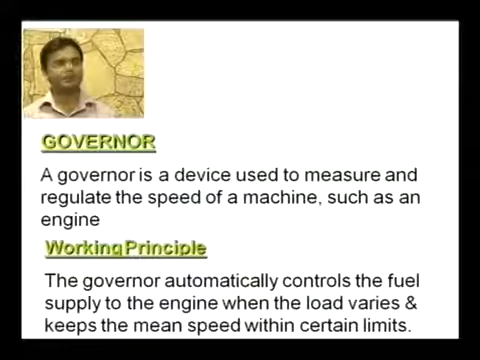 GOVERNOR
A governor is a device used to measure and
regulate the speed of a machine, such as an
engine
Working Principle
The governor automatically controls the fuel
supply to the engine when the load varies &
keeps the mean speed within certain limits.